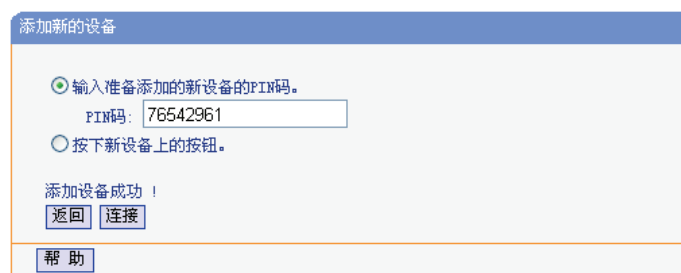 添加新的设备
输入准备添加的新设备的PIN码。
PIN码: 76542961
按下新设备上的按钮。
添加设备成功 !
返回 连接
帮 助